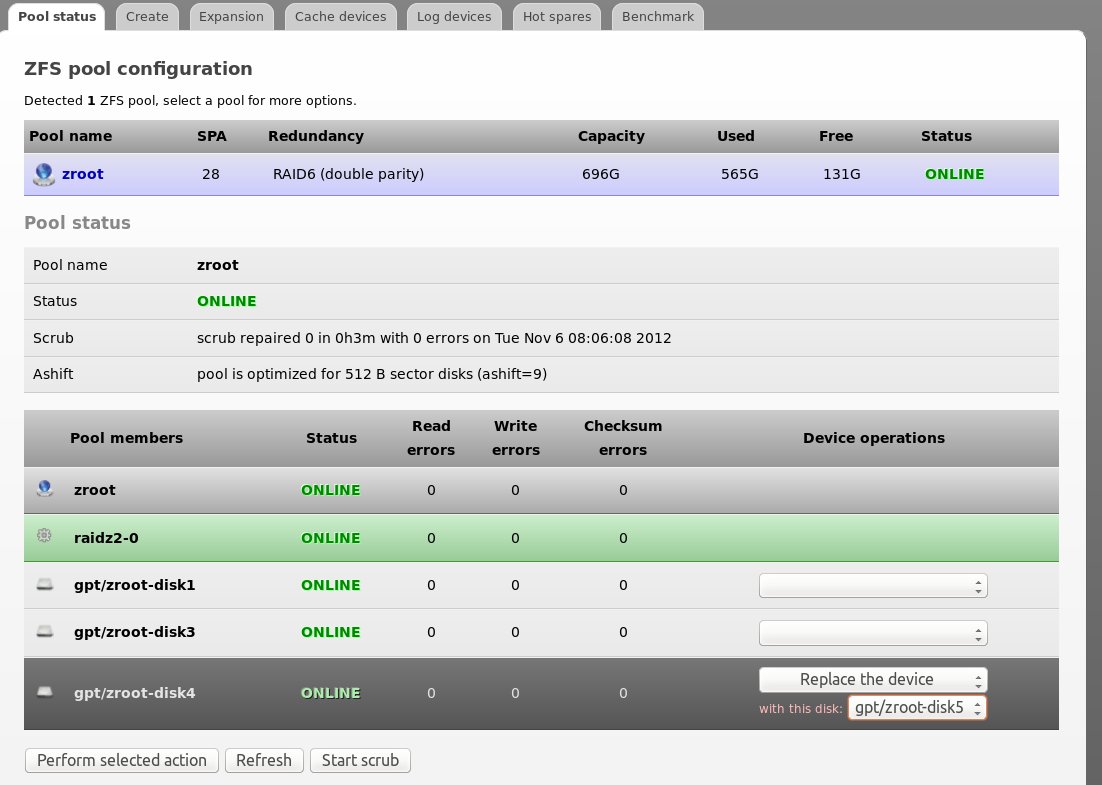 Pool status Create Expansion Cache devices Log devices Hot spares Benchmark
ZFS pool configuration
Detected 1 ZFS pool, select a pool for more options.
Pool name SPA Redundancy Capacity Used Free Status
zroot 28 RAID6 (double parity) 696G 565G 131G ONLINE
Pool status
Pool name zroot
Status ONLINE
Scrub scrub repaired 0 in 0h3m with 0 errors on Tue Nov 6 08:06:08 2012
Ashift pool is optimized for 512 B sector disks (ashift=9)
Pool members Status Read errors Write errors Checksum errors Device operations
zroot ONLINE 0 0 0
raidz2-0 ONLINE 0 0 0
gpt/zroot-disk1 ONLINE 0 0 0
gpt/zroot-disk3 ONLINE 0 0 0
gpt/zroot-disk4 ONLINE 0 0 0 Replace the device
with this disk: gpt/zroot-disk5
Perform selected action Refresh Start scrub